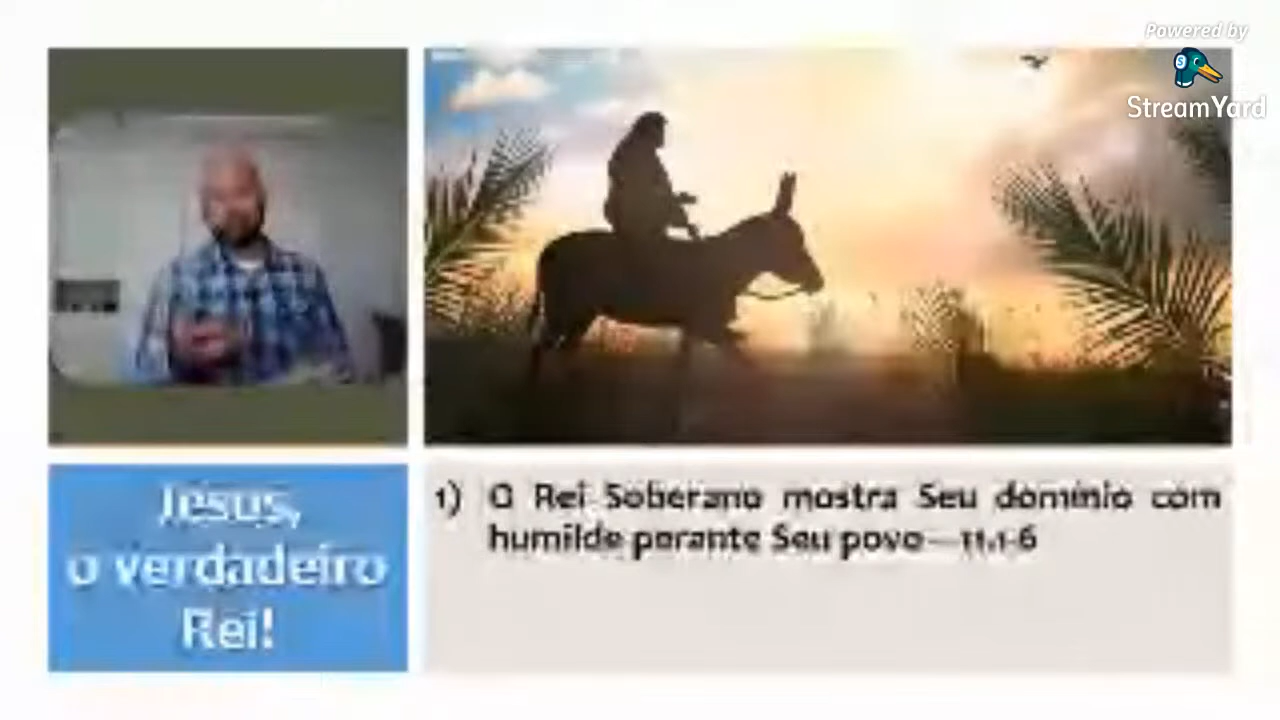 Powered by
StreamYard
Jesus,
o verdadeiro
Rei!
1) O Rei Soberano mostra Seu domínio com
humilde perante Seu povo – 11.1-6